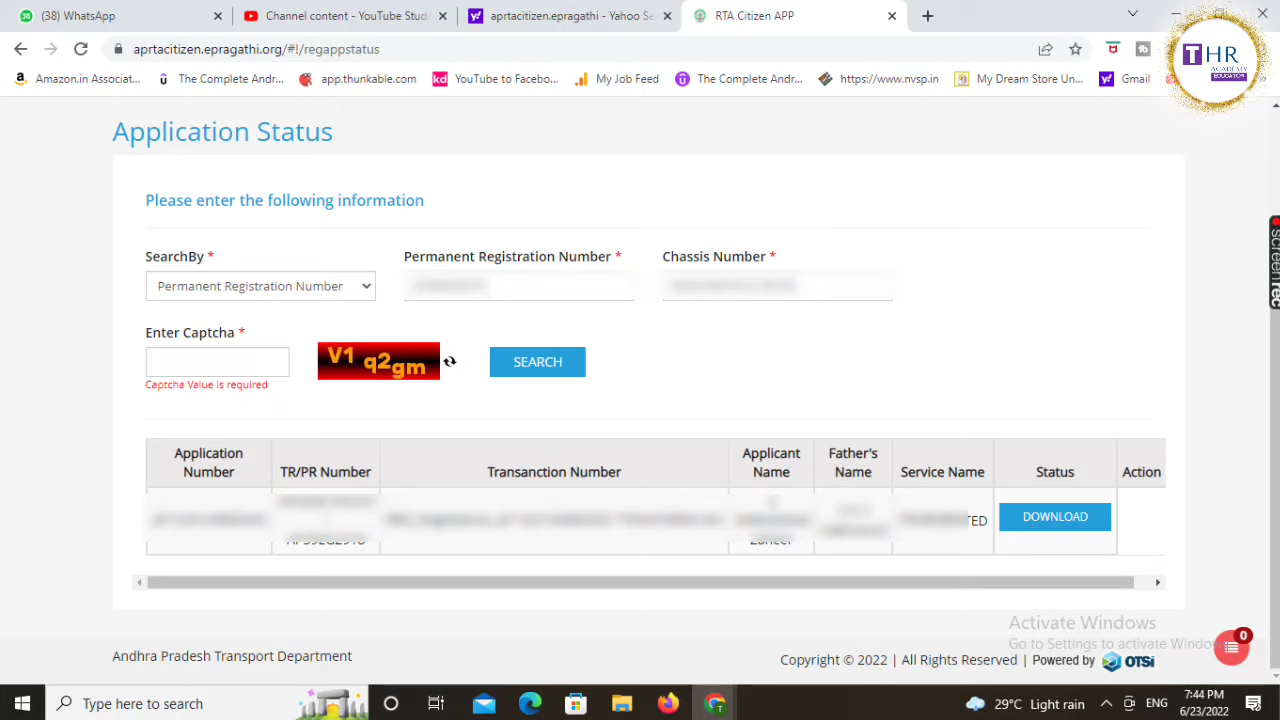 (38) WhatsApp
Channel content - YouTube Studi
aprtacitizen.epragathi - Yahoo Se
RTA Citizen APP
aprtacitizen.epragathi.org/#!/regappstatus
Amazon.in Associat...
The Complete Andr...
app.thunkable.com
YouTube to Facebo...
My Job Feed
The Complete Andr...
https://www.nvsp.in
My Dream Store Un...
Gmail
THR
ACADEMY
EDUCATOR
Application Status
Please enter the following information
SearchBy *
Permanent Registration Number *
Chassis Number *
Permanent Registration Number
Enter Captcha *
V1 q2gm
SEARCH
Captcha Value is required
screenrec
Application Number
TR/PR Number
Transanction Number
Applicant Name
Father's Name
Service Name
Status
Action
TED
DOWNLOAD
Activate Windows
Go to Settings to activate Window
0
Andhra Pradesh Transport Department
Copyright © 2022 | All Rights Reserved | Powered by OTSi
Type here to search
29°C Light rain
ENG
7:44 PM
6/23/2022